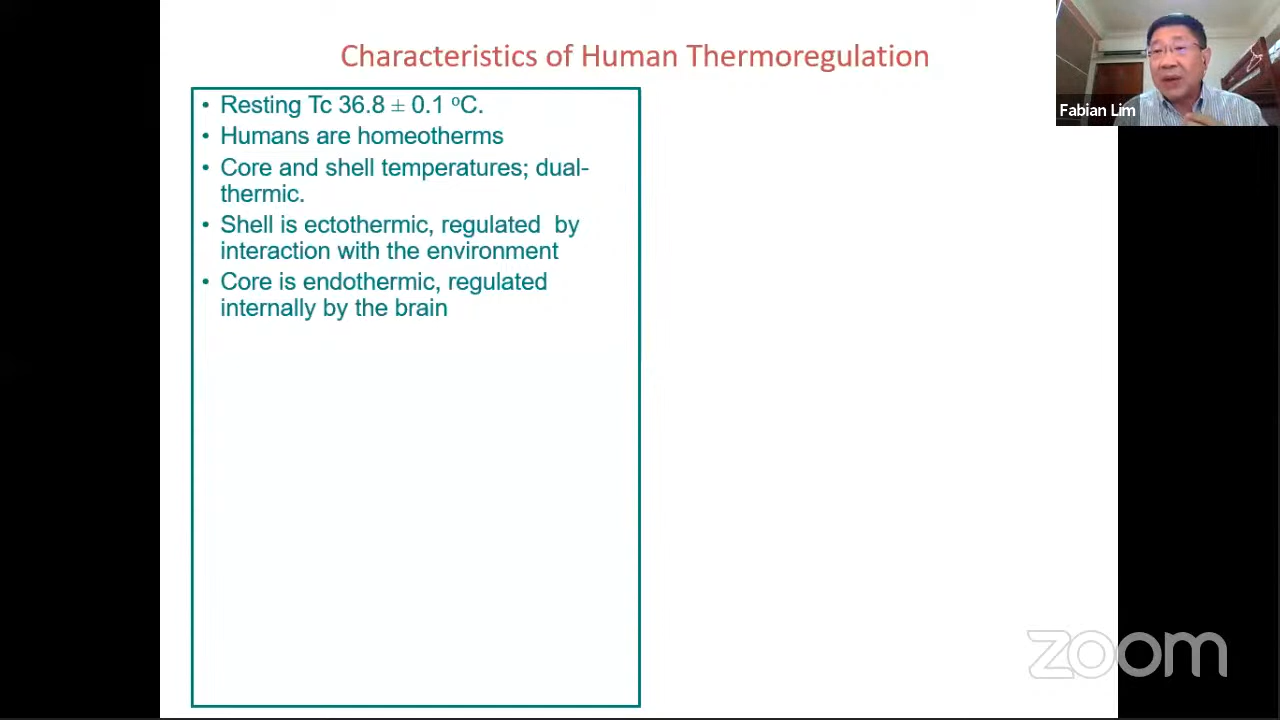 Characteristics of Human Thermoregulation
Fabian Lim
• Resting Tc 36.8 ± 0.1 ºC.
• Humans are homeotherms
• Core and shell temperatures; dual-
thermic.
• Shell is ectothermic, regulated by
interaction with the environment
• Core is endothermic, regulated
internally by the brain
zoom